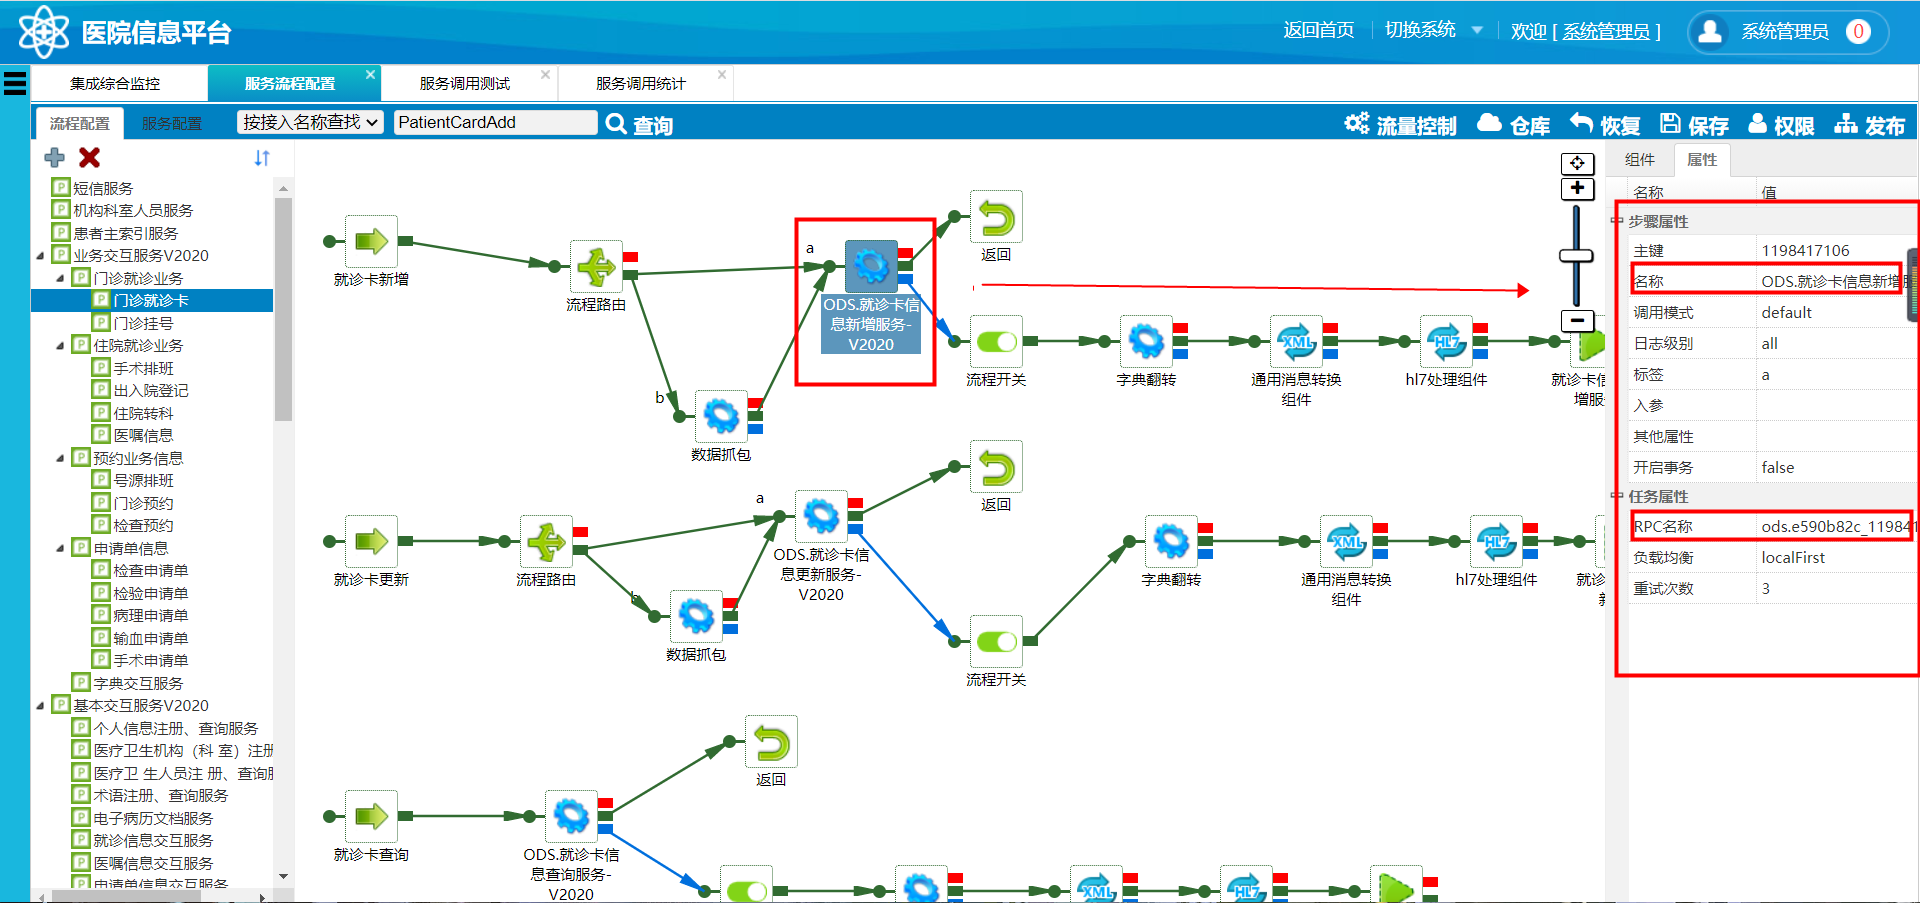 医院信息平台
返回首页
切换系统
欢迎 [ 系统管理员 ]
系统管理员
0
集成综合监控
服务流程配置
服务调用测试
服务调用统计
流程配置
服务配置
按接入名称查找
PatientCardAdd
查询
流量控制
仓库
恢复
保存
权限
发布
短信服务
机构科室人员服务
患者主索引服务
业务交互服务V2020
门诊就诊业务
门诊就诊卡
门诊挂号
住院就诊业务
手术排班
出入院登记
住院转科
医嘱信息
预约业务信息
号源排班
门诊预约
检查预约
申请单信息
检查申请单
检验申请单
病理申请单
输血申请单
手术申请单
字典交互服务
基本交互服务V2020
个人信息注册、查询服务
医疗卫生机构（科 室）注册
医疗卫 生人员注 册、查询服
术语注册、查询服务
电子病历文档服务
就诊信息交互服务
医嘱信息交互服务
申请单信息交互服务
就诊卡新增
流程路由
a
ODS.就诊卡信
息新增服务-
V2020
返回
b
数据抓包
流程开关
字典翻转
XML
通用消息转换
组件
HL7
hl7处理组件
就诊卡信
增服
就诊卡更新
流程路由
a
ODS.就诊卡信
息更新服务-
V2020
返回
b
数据抓包
流程开关
字典翻转
XML
通用消息转换
组件
HL7
hl7处理组件
就诊
新
就诊卡查询
ODS.就诊卡信
息查询服务-
V2020
返回
XML
HL7
组件
属性
名称 值
步骤属性
主键 1198417106
名称 ODS.就诊卡信息新增服
调用模式 default
日志级别 all
标签 a
入参
其他属性
开启事务 false
任务属性
RPC名称 ods.e590b82c_119841
负载均衡 localFirst
重试次数 3